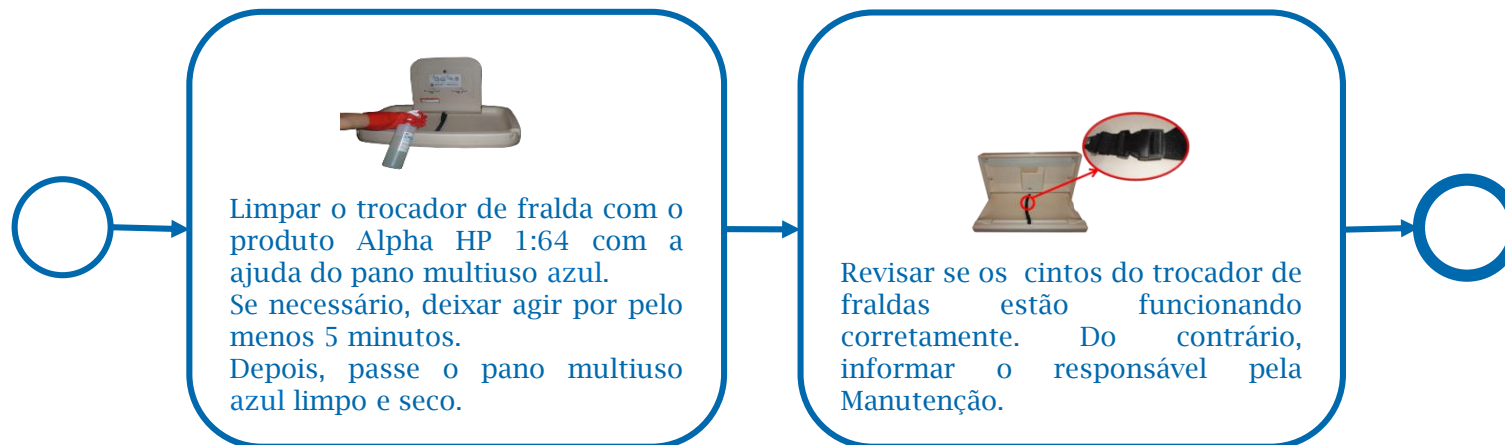 Limpar o trocador de fralda com o
produto Alpha HP 1:64 com a
ajuda do pano multiuso azul.
Se necessário, deixar agir por pelo
menos 5 minutos.
Depois, passe o pano multiuso
azul limpo e seco.
Revisar se os cintos do trocador de
fraldas estão funcionando
corretamente. Do contrário,
informar o responsável pela
Manutenção.